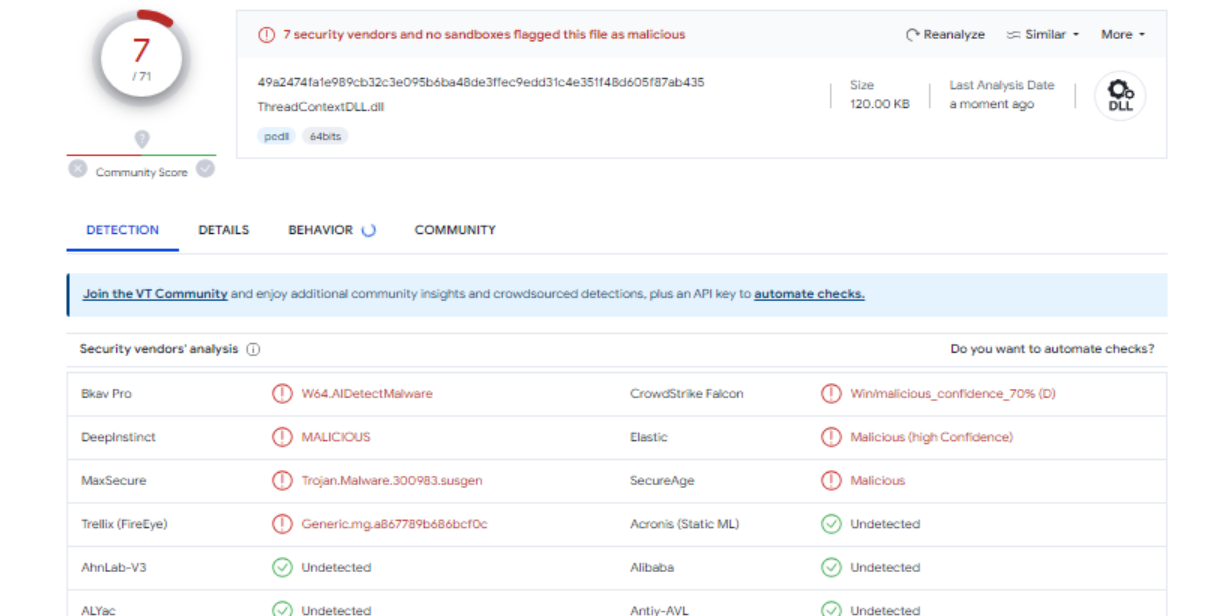 7
/ 71
Community Score
7 security vendors and no sandboxes flagged this file as malicious
Reanalyze
Similar
More
49a2474fa1e989cb32c3e095b6ba48de3ffec9edd31c4e351f48d605f87ab435
ThreadContextDLL.dll
pedll
64bits
Size
120.00 KB
Last Analysis Date
a moment ago
DLL
DETECTION
DETAILS
BEHAVIOR
COMMUNITY
Join the VT Community and enjoy additional community insights and crowdsourced detections, plus an API key to automate checks.
Security vendors' analysis
Do you want to automate checks?
Bkav Pro
W64.AIDetectMalware
CrowdStrike Falcon
Win/malicious_confidence_70% (D)
DeepInstinct
MALICIOUS
Elastic
Malicious (high Confidence)
MaxSecure
Trojan.Malware.300983.susgen
SecureAge
Malicious
Trellix (FireEye)
Generic.mg.a867789b686bcf0c
Acronis (Static ML)
Undetected
AhnLab-V3
Undetected
Alibaba
Undetected
ALYac
Undetected
Antiy-AVL
Undetected